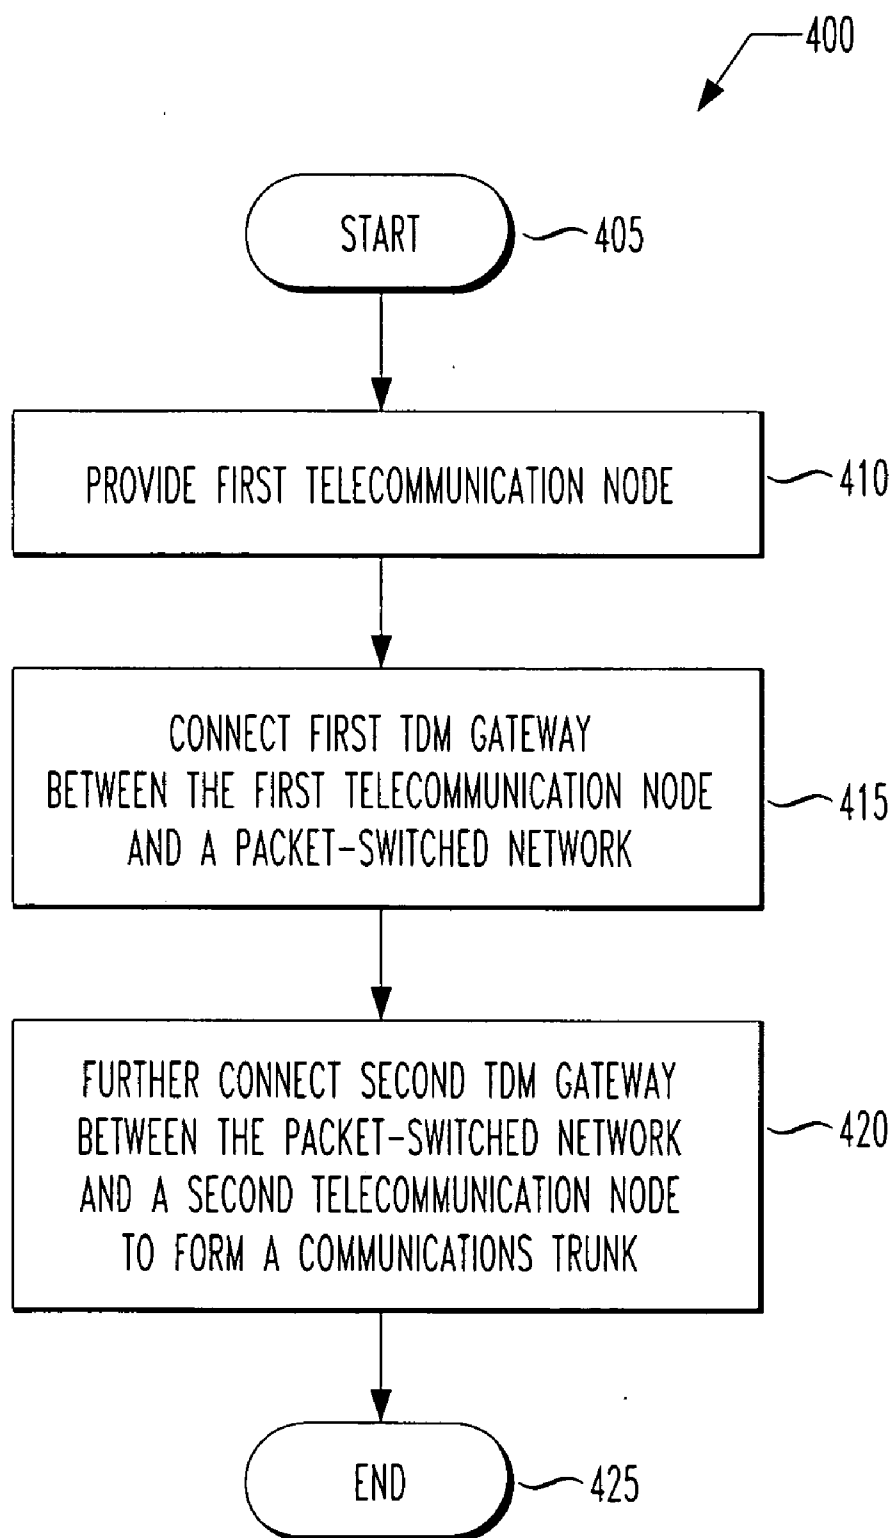 400
START
405
PROVIDE FIRST TELECOMMUNICATION NODE
410
CONNECT FIRST TDM GATEWAY
BETWEEN THE FIRST TELECOMMUNICATION NODE
AND A PACKET-SWITCHED NETWORK
415
FURTHER CONNECT SECOND TDM GATEWAY
BETWEEN THE PACKET-SWITCHED NETWORK
AND A SECOND TELECOMMUNICATION NODE
TO FORM A COMMUNICATIONS TRUNK
420
END
425